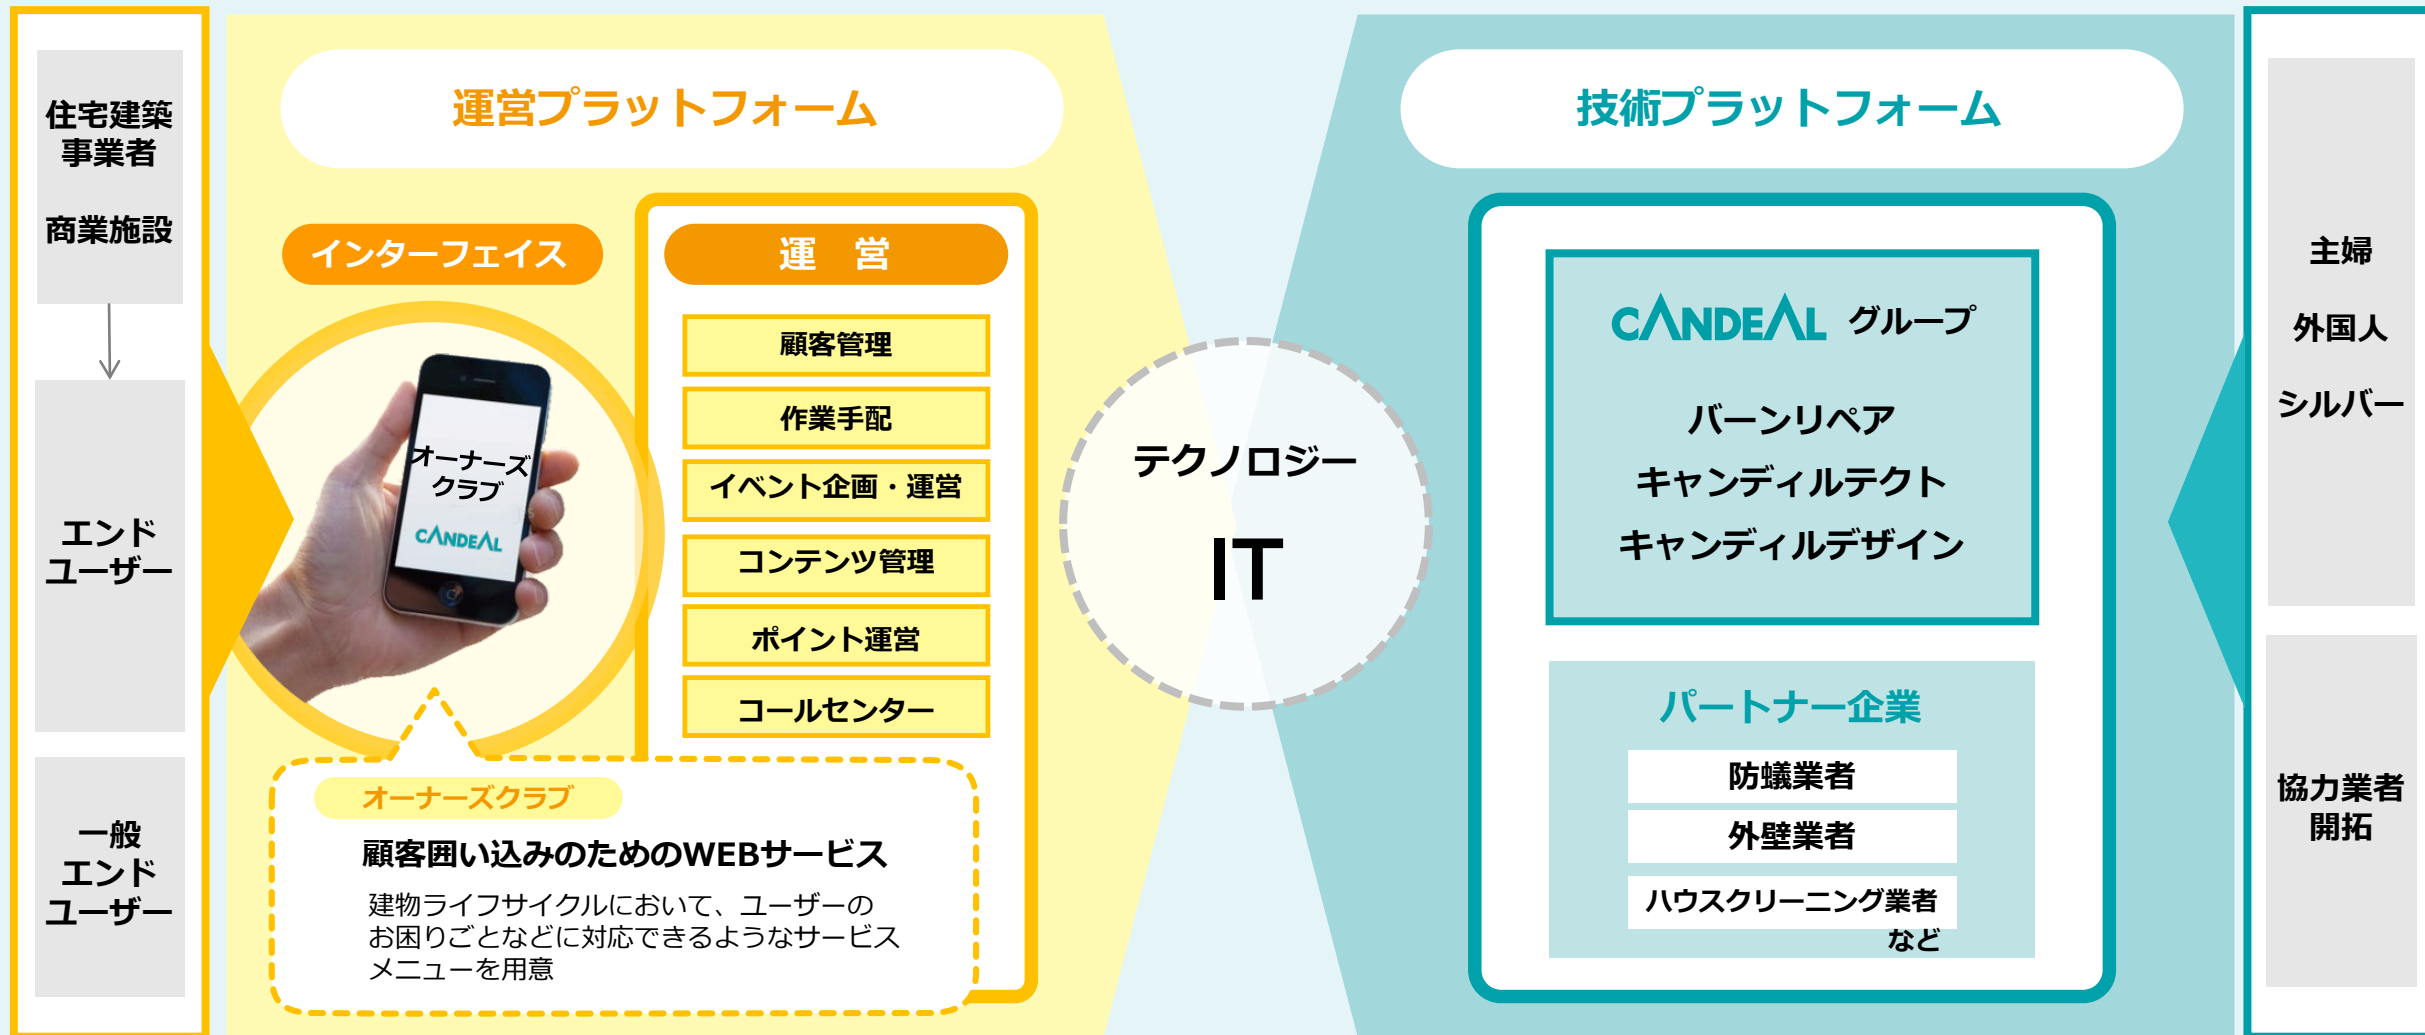 住宅建築
事業者
商業施設
エンド
ユーザー
一般
エンド
ユーザー
運営プラットフォーム
インターフェイス
オーナーズ
クラブ
CANDEAL
運 営
顧客管理
作業手配
イベント企画・運営
コンテンツ管理
ポイント運営
コールセンター
オーナーズクラブ
顧客囲い込みのためのWEBサービス
建物ライフサイクルにおいて、ユーザーの
お困りごとなどに対応できるようなサービス
メニューを用意
テクノロジー
IT
技術プラットフォーム
CANDEAL グループ
バーンリペア
キャンディルテクト
キャンディルデザイン
パートナー企業
防蟻業者
外壁業者
ハウスクリーニング業者
など
主婦
外国人
シルバー
協力業者
開拓